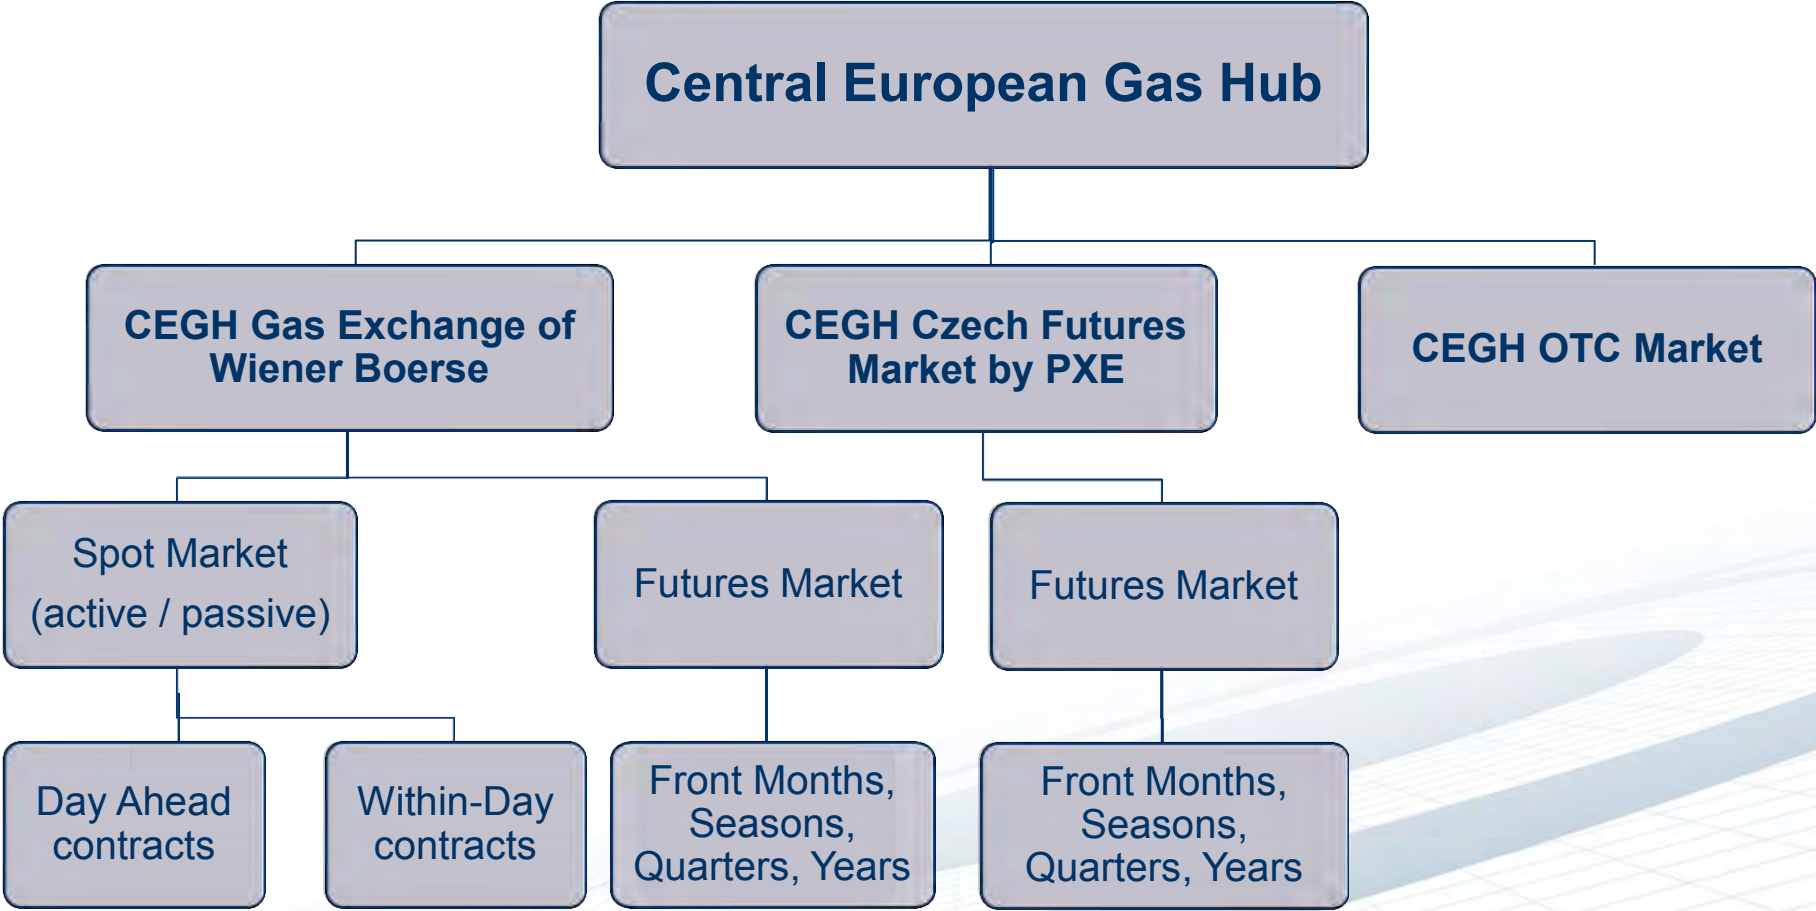 Central European Gas Hub
CEGH Gas Exchange of
Wiener Boerse
CEGH Czech Futures
Market by PXE
CEGH OTC Market
Spot Market
(active / passive)
Futures Market
Futures Market
Day Ahead
contracts
Within-Day
contracts
Front Months,
Seasons,
Quarters, Years
Front Months,
Seasons,
Quarters, Years